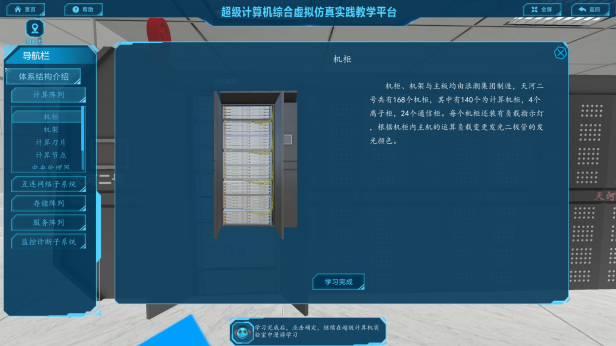 首页
帮助
超级计算机综合虚拟仿真实践教学平台
全屏
返回
导航栏
体系结构介绍
计算阵列
机柜
机架
计算刀片
计算节点
中央处理器
互连网络子系统
存储阵列
服务阵列
监控诊断子系统
机柜
机柜、机架与主板均由浪潮集团制造，天河二
号共有168个机柜，其中有140个为计算机柜，4个
离子柜，24个通信柜。每个机柜还装有负载指示灯
，根据机柜内主机的运算负载变更发光二极管的发
光颜色。
学习完成
天河
学习完成后，点击确定，继续在超级计算机实
验室中漫游学习